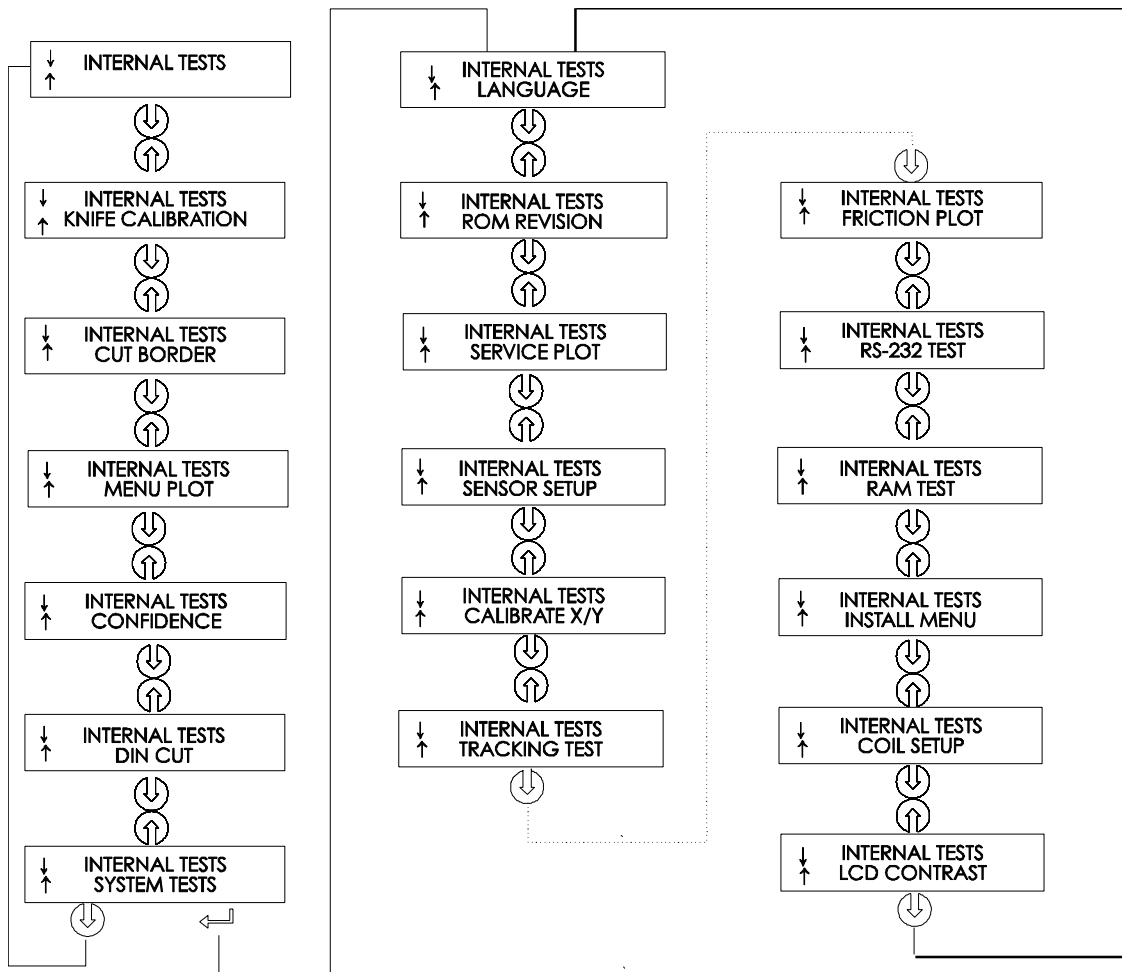 INTERNAL TESTS
INTERNAL TESTS
KNIFE CALIBRATION
INTERNAL TESTS
CUT BORDER
INTERNAL TESTS
MENU PLOT
INTERNAL TESTS
CONFIDENCE
INTERNAL TESTS
DIN CUT
INTERNAL TESTS
SYSTEM TESTS
INTERNAL TESTS
LANGUAGE
INTERNAL TESTS
ROM REVISION
INTERNAL TESTS
SERVICE PLOT
INTERNAL TESTS
SENSOR SETUP
INTERNAL TESTS
CALIBRATE X/Y
INTERNAL TESTS
TRACKING TEST
INTERNAL TESTS
FRICTION PLOT
INTERNAL TESTS
RS-232 TEST
INTERNAL TESTS
RAM TEST
INTERNAL TESTS
INSTALL MENU
INTERNAL TESTS
COIL SETUP
INTERNAL TESTS
LCD CONTRAST